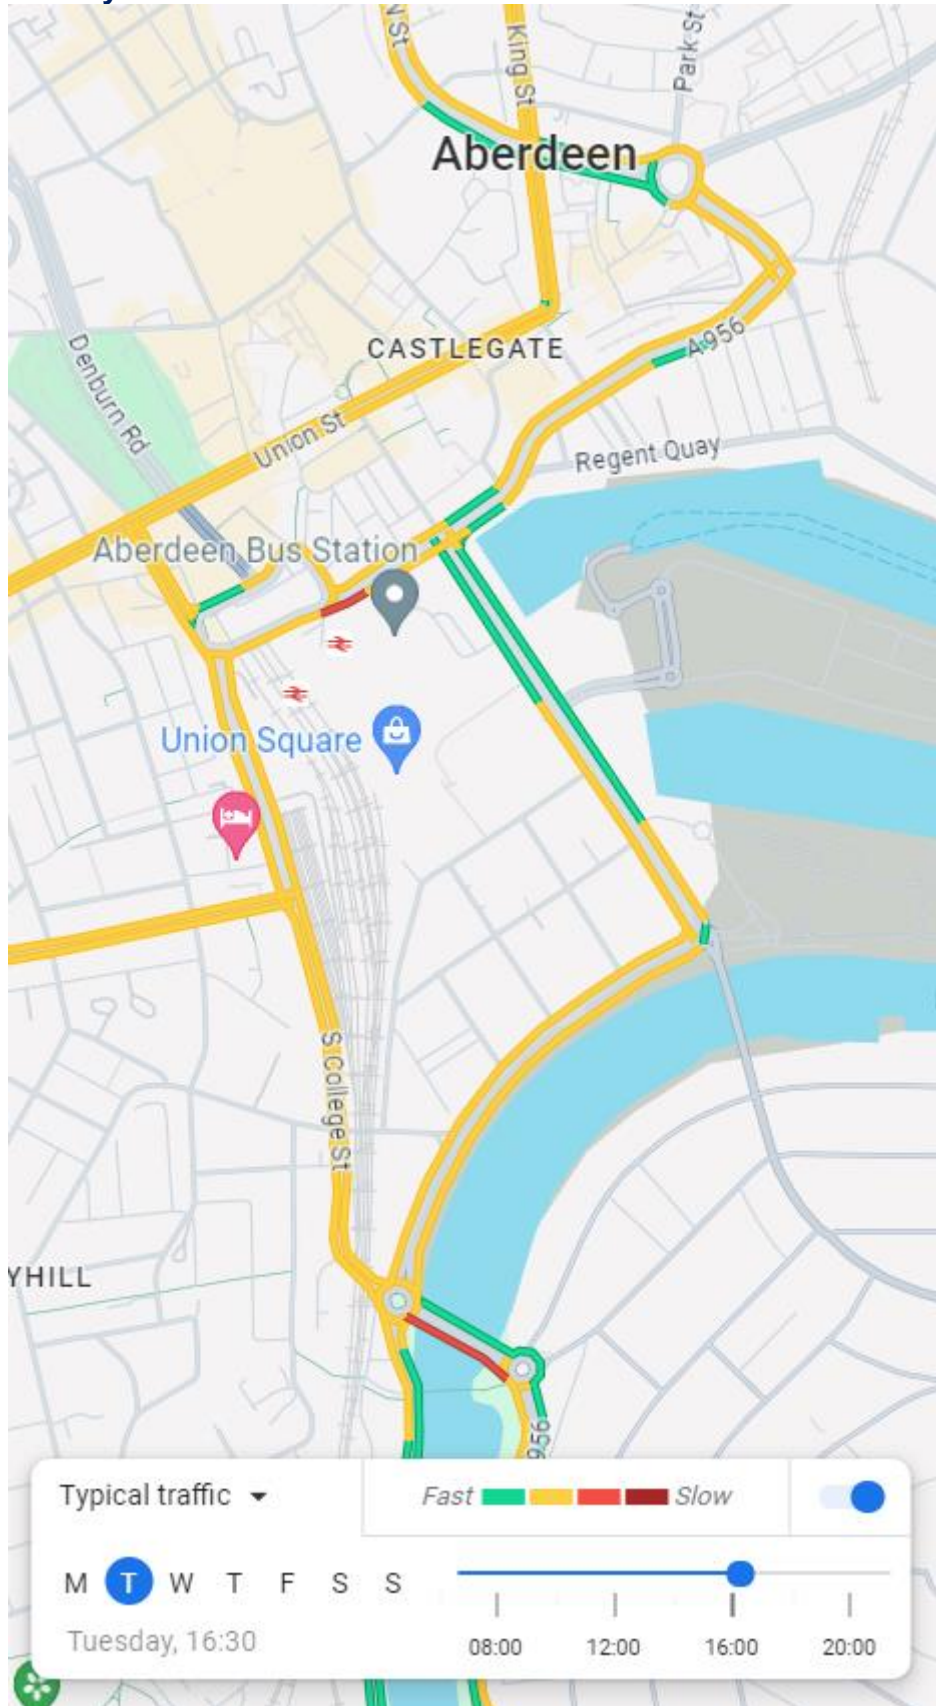 N St
King St
Park St
Aberdeen
CASTLEGATE
A956
Denburn Rd
Union St
Regent Quay
Aberdeen Bus Station
Union Square
S College St
YHILL
956
Typical traffic
Fast
Slow
M T W T F S S
Tuesday, 16:30
08:00 12:00 16:00 20:00